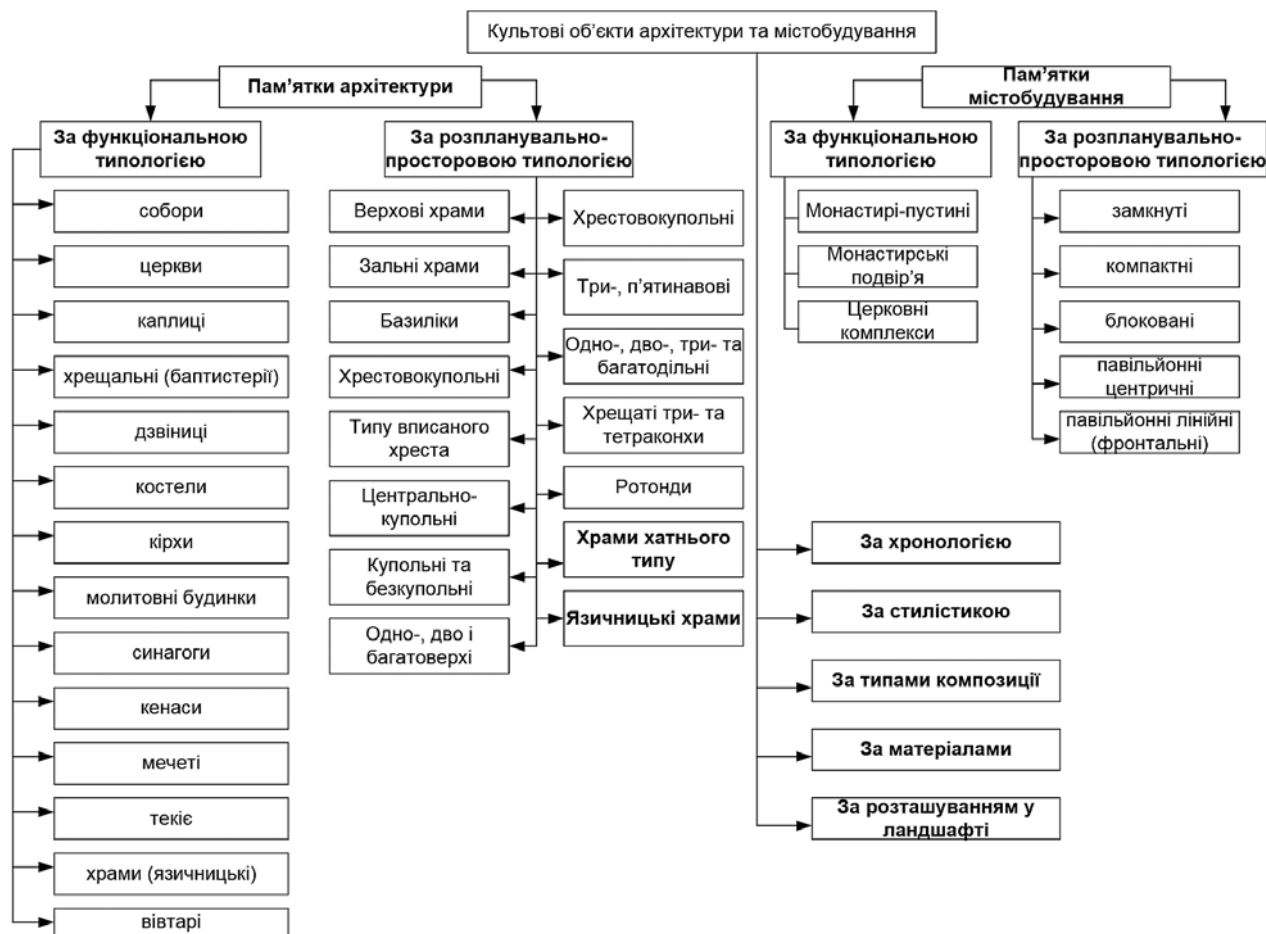 Культові об’єкти архітектури та містобудування
Пам’ятки архітектури
Пам’ятки
містобудування
За функціональною
типологією
За розпланувально-
просторовою типологією
За функціональною
типологією
За розпланувально-
просторовою типологією
собори
церкви
каплиці
хрещальні (баптистерії)
дзвіниці
костели
кірхи
молитовні будинки
синагоги
кенаси
мечеті
текіє
храми (язичницькі)
вівтарі
Верхові храми
Зальні храми
Базиліки
Хрестовокупольні
Типу вписаного
хреста
Центрально-
купольні
Купольні та
безкупольні
Одно-, дво і
багатоверхі
Хрестовокупольні
Три-, п’ятинавові
Одно-, дво-, три- та
багатодільні
Хрещаті три- та
тетраконхи
Ротонди
Храми хатнього
типу
Язичницькі храми
Монастирі-пустині
Монастирські
подвір’я
Церковні
комплекси
замкнуті
компактні
блоковані
павільйонні
центричні
павільйонні лінійні
(фронтальні)
За хронологією
За стилістикою
За типами композиції
За матеріалами
За розташуванням у
ландшафті